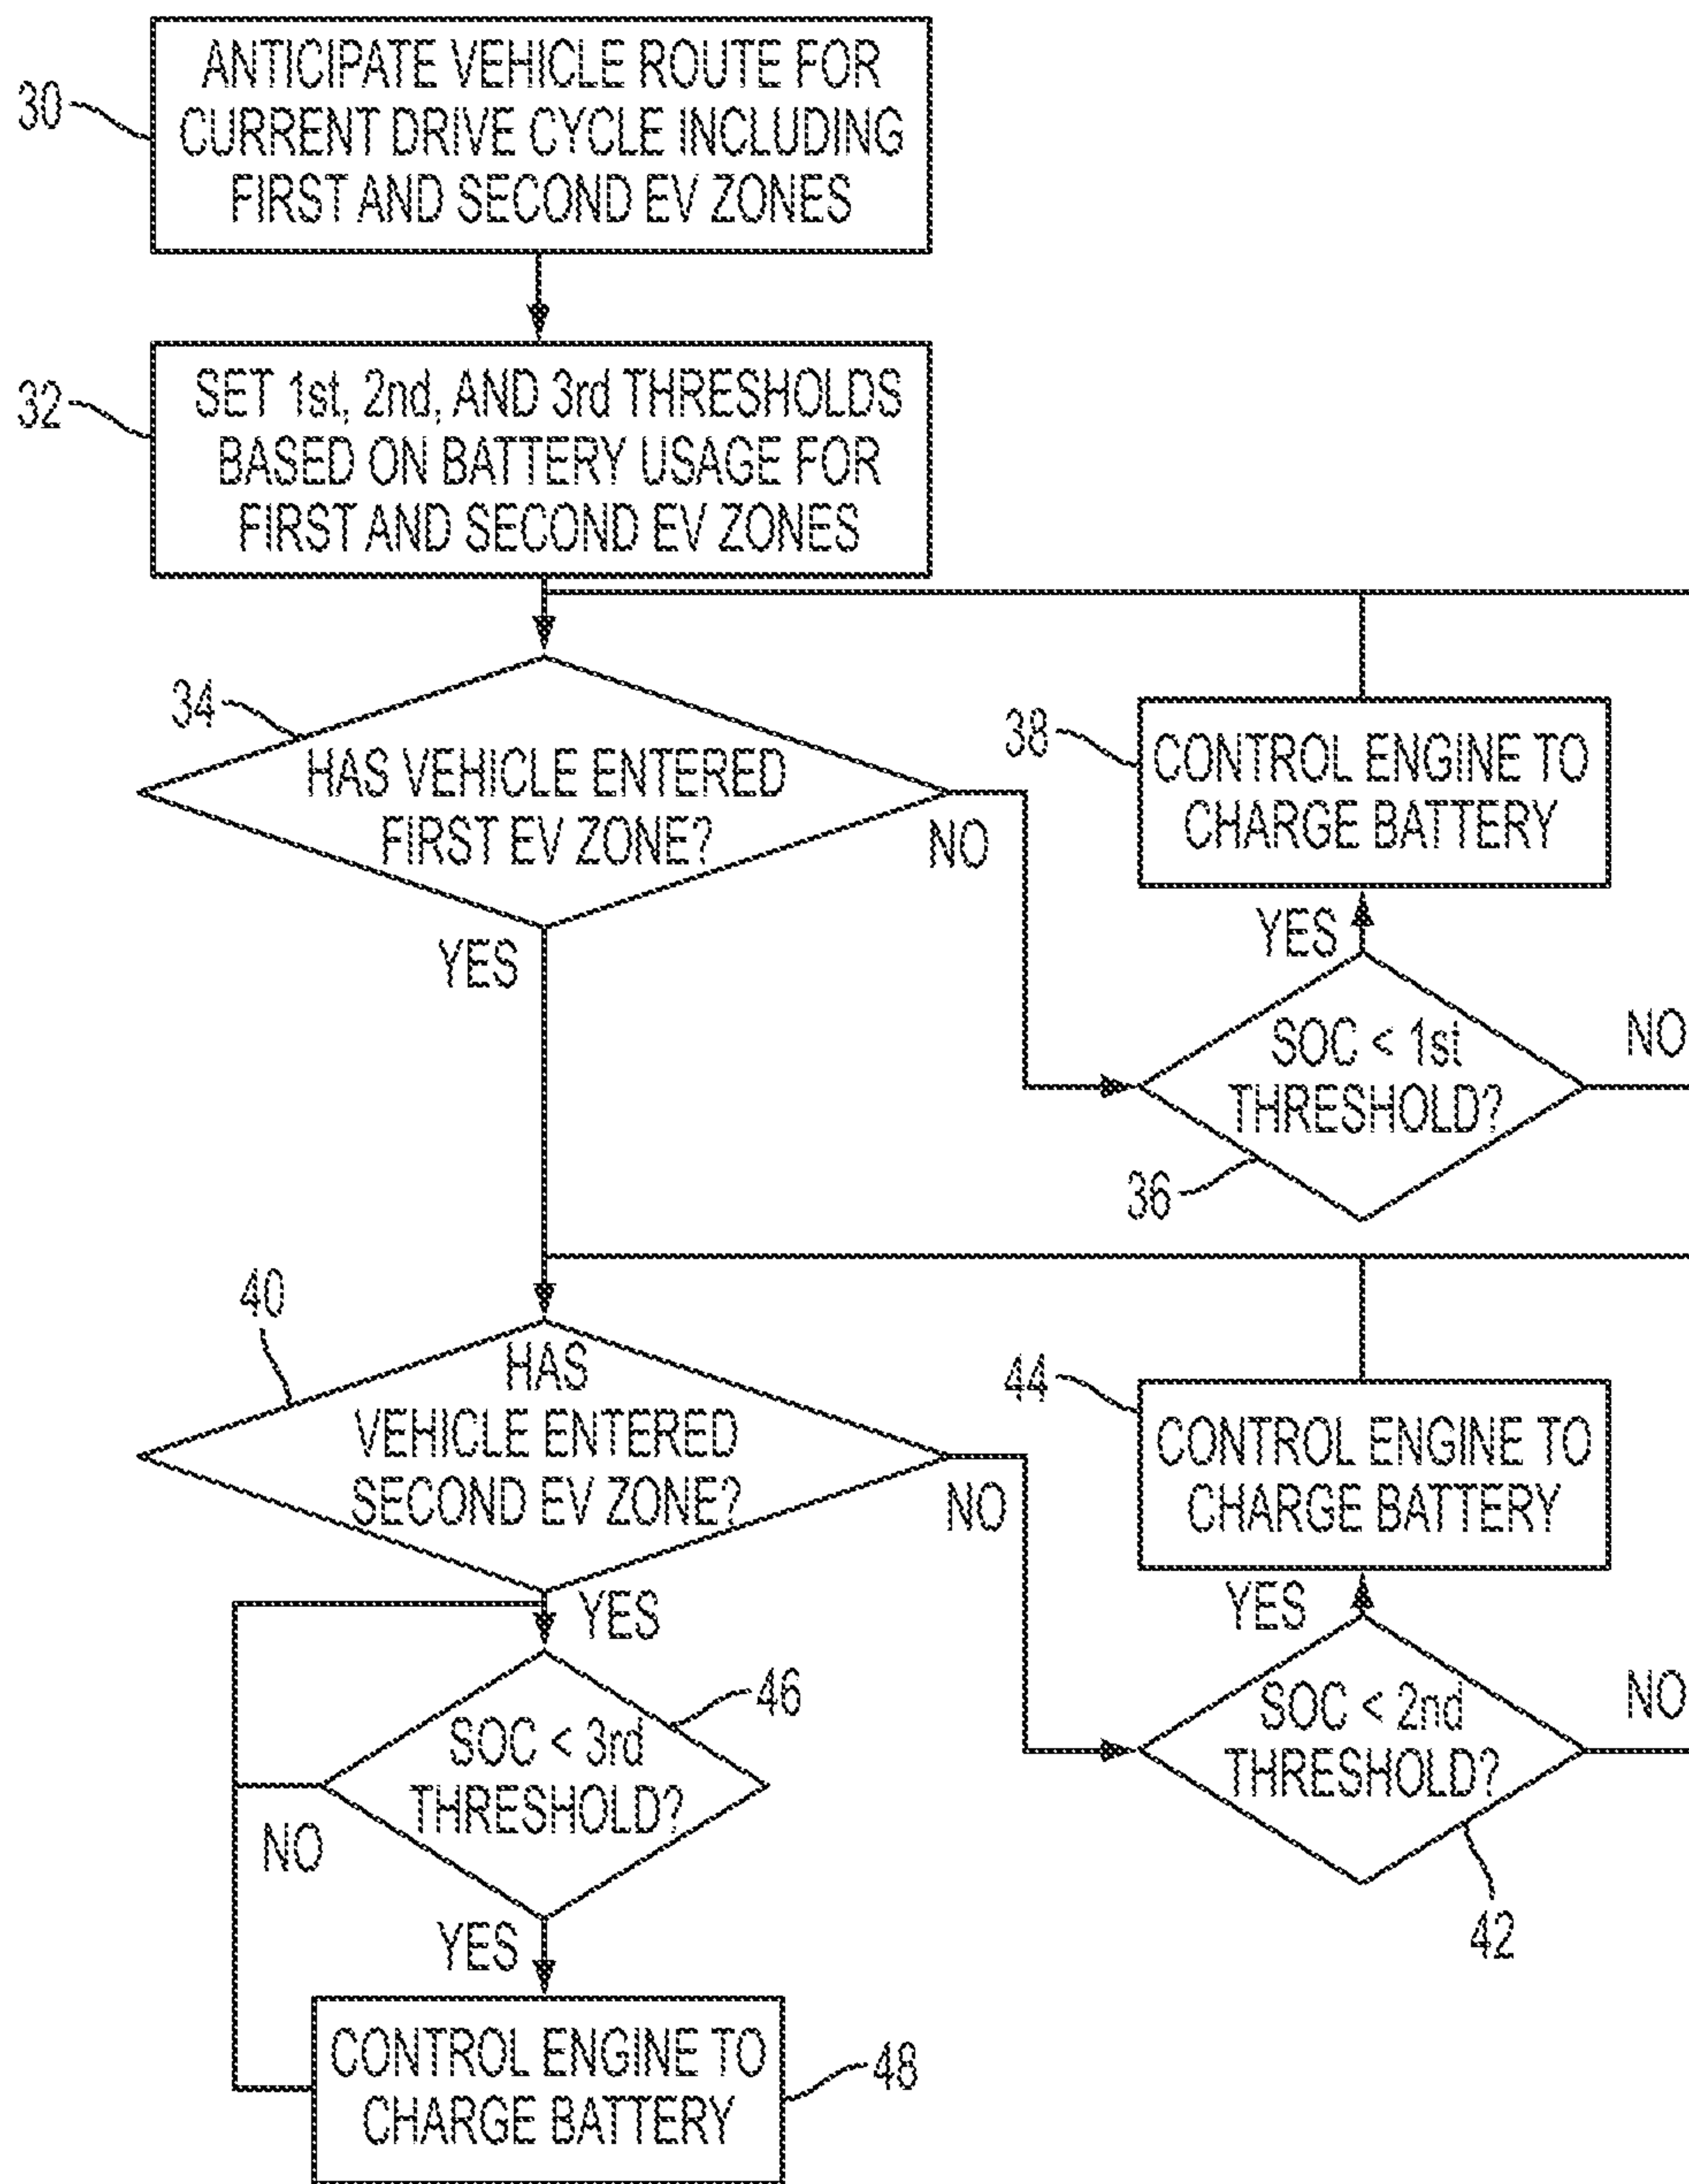 30
ANTICIPATE VEHICLE ROUTE FOR
CURRENT DRIVE CYCLE INCLUDING
FIRST AND SECOND EV ZONES
32
SET 1st, 2nd, AND 3rd THRESHOLDS
BASED ON BATTERY USAGE FOR
FIRST AND SECOND EV ZONES
34
HAS VEHICLE ENTERED
FIRST EV ZONE?
NO
YES
38
CONTROL ENGINE TO
CHARGE BATTERY
YES
SOC < 1st
THRESHOLD?
NO
36
40
HAS
VEHICLE ENTERED
SECOND EV ZONE?
NO
YES
44
CONTROL ENGINE TO
CHARGE BATTERY
YES
SOC < 2nd
THRESHOLD?
NO
42
46
SOC < 3rd
THRESHOLD?
NO
YES
CONTROL ENGINE TO
CHARGE BATTERY
48